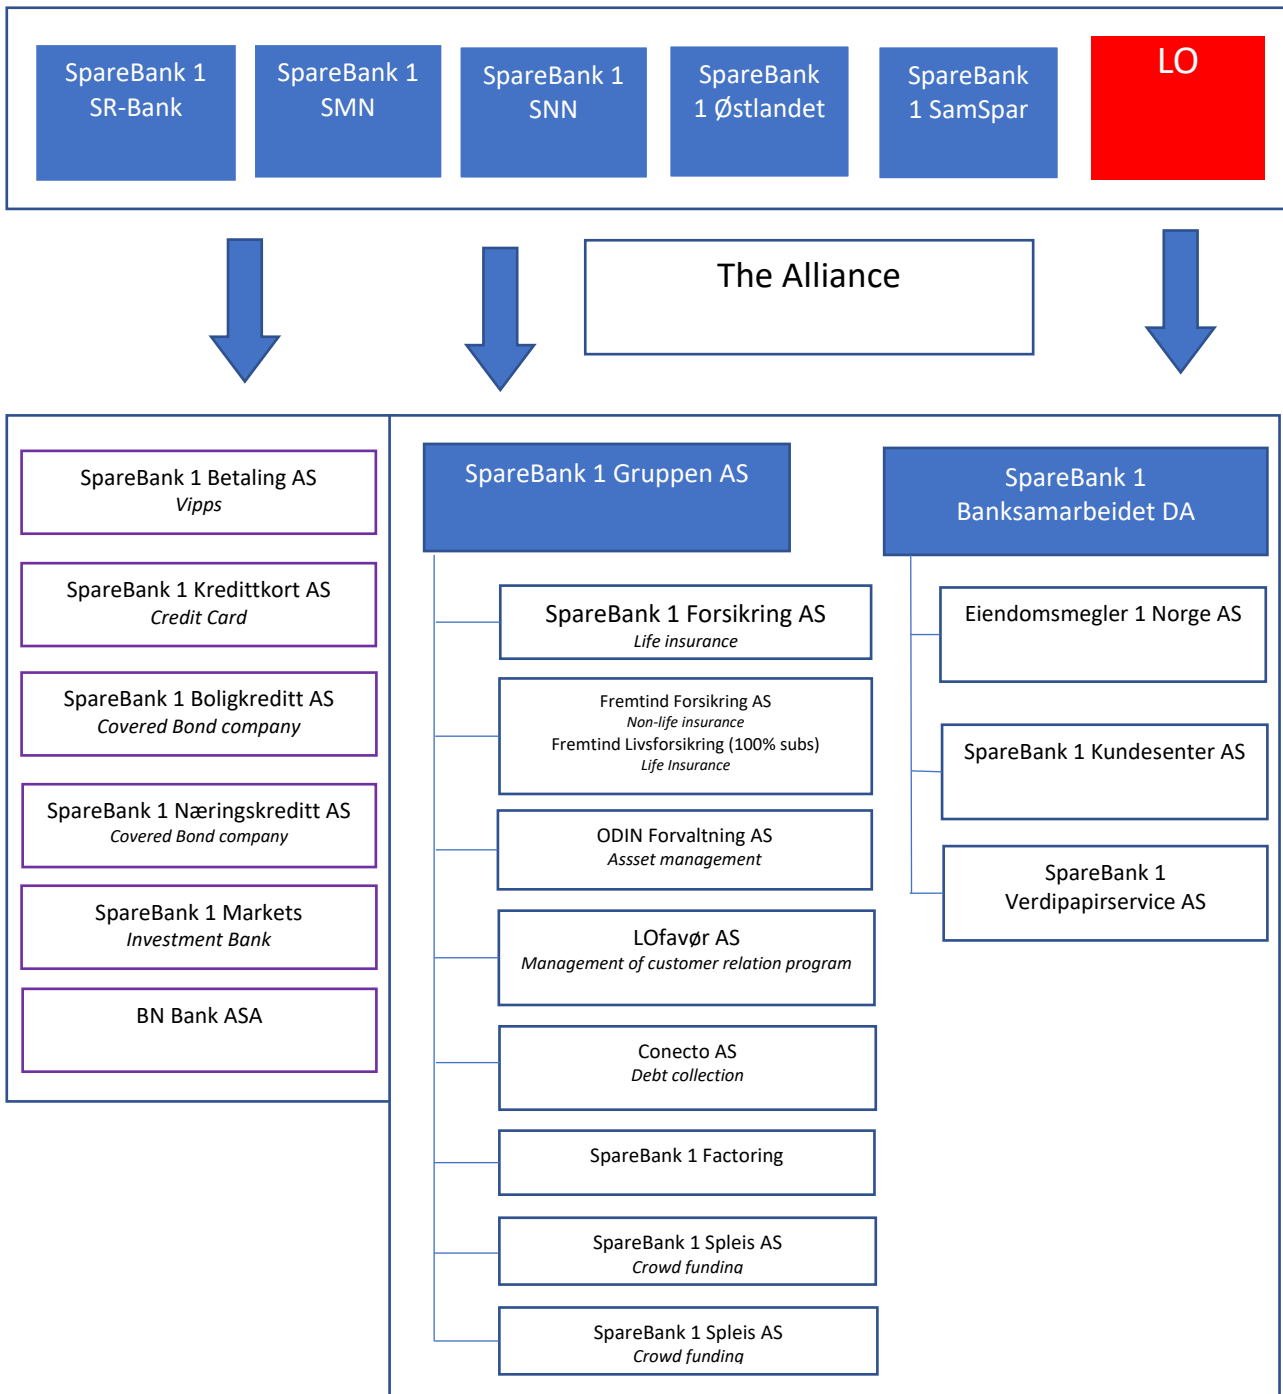 SpareBank 1
SR-Bank
SpareBank 1
SMN
SpareBank 1
SNN
SpareBank
1 Østlandet
SpareBank
1 SamSpar
LO
The Alliance
SpareBank 1 Betaling AS
Vipps
SpareBank 1 Kredittkort AS
Credit Card
SpareBank 1 Boligkreditt AS
Covered Bond company
SpareBank 1 Næringskreditt AS
Covered Bond company
SpareBank 1 Markets
Investment Bank
BN Bank ASA
SpareBank 1 Gruppen AS
SpareBank 1 Forsikring AS
Life insurance
Fremtind Forsikring AS
Non-life insurance
Fremtind Livsforsikring (100% subs)
Life Insurance
ODIN Forvaltning AS
Assset management
LOfavør AS
Management of customer relation program
Conecto AS
Debt collection
SpareBank 1 Factoring
SpareBank 1 Spleis AS
Crowd funding
SpareBank 1 Spleis AS
Crowd funding
SpareBank 1
Banksamarbeidet DA
Eiendomsmegler 1 Norge AS
SpareBank 1 Kundesenter AS
SpareBank 1
Verdipapirservice AS